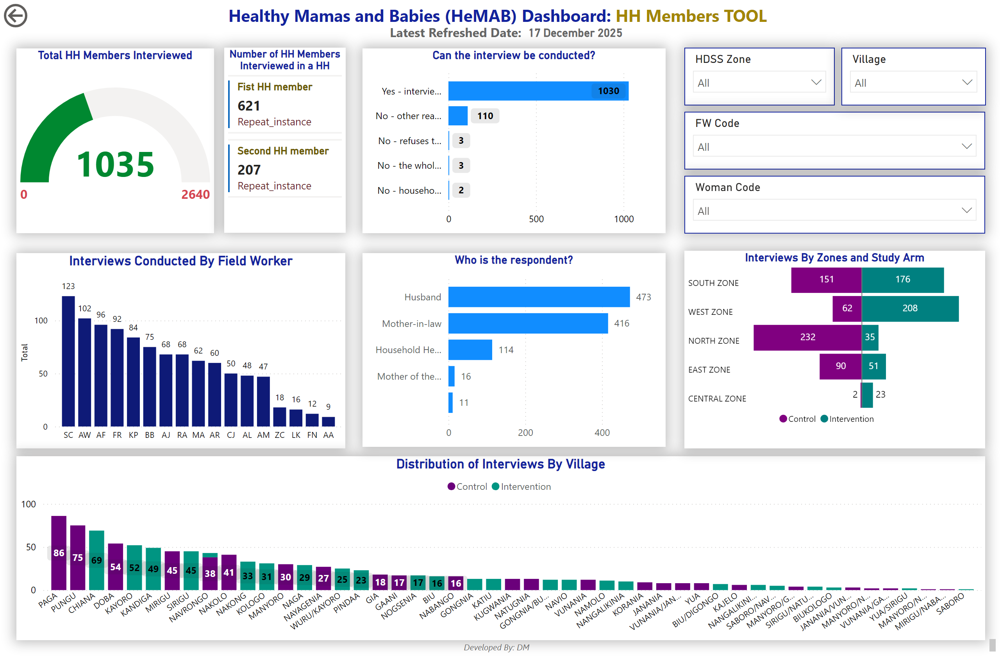 Healthy Mamas and Babies (HeMAB) Dashboard: HH Members TOOL
Latest Refreshed Date: 17 December 2025
Total HH Members Interviewed
1035
0
2640
Number of HH Members
Interviewed in a HH
Fist HH member
621
Repeat_instance
Second HH member
207
Repeat_instance
Can the interview be conducted?
Yes - intervie... 1030
No - other rea... 110
No - refuses t... 3
No - the whol... 3
No - househo... 2
0 500 1000
HDSS Zone
All
Village
All
FW Code
All
Woman Code
All
Interviews Conducted By Field Worker
Total
100
50
0
123 102 96 92 84 75 68 68 62 60 50 48 47 18 16 12 9
SC AW AF FR KP BB AJ RA MA AR CJ AL AM ZC LK FN AA
Who is the respondent?
Husband 473
Mother-in-law 416
Household He... 114
Mother of the... 16
11
0 200 400
Interviews By Zones and Study Arm
SOUTH ZONE 151 176
WEST ZONE 62 208
NORTH ZONE 232 35
EAST ZONE 90 51
CENTRAL ZONE 2 23
Control Intervention
Distribution of Interviews By Village
Control Intervention
100
50
0
86 75 69 54 52 49 45 45 38 41 33 31 30 29 27 25 23 18 17 17 16 16
PAGA
PUNGU
CHIANA
DOBA
KAYORO
KANDIGA
MIRIGU
SIRIGU
NAVRONGO
NAKOLO
NAKONG
KOLOGO
MANYORO
NAGA
NAYAGENIA
WURU/KAYORO
PINDAA
GIA
GAANI
NOGSENIA
BIU
NABANGO
GONGNIA
KATIU
KUGWANIA
NATUGNIA
GONGNIA/BU...
NAVIO
VUNANIA
NAMOLO
NANGALIKINIA
KORANIA
JANANIA
VUNANIA/JAN...
YUA
BIU/DIGONGO
KAJELO
NANGALIKINI...
SABORO/NAV...
MANYORO/G...
SIRIGU/NATU...
BIUKOLOGO
JANANIA/VUN...
MANYORO/N...
VUNANIA/GA...
YUA/SIRIGU
MANYORO/N...
MIRIGU/NABA...
SABORO
Developed By: DM